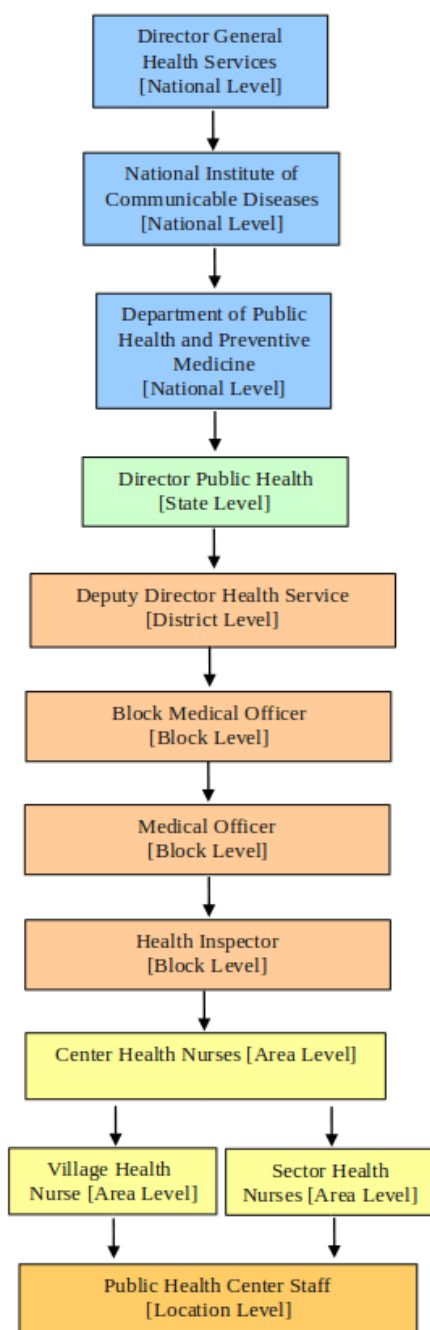 Director General
Health Services
[National Level]
National Institute of
Communicable Diseases
[National Level]
Department of Public
Health and Preventive
Medicine
[National Level]
Director Public Health
[State Level]
Deputy Director Health Service
[District Level]
Block Medical Officer
[Block Level]
Medical Officer
[Block Level]
Health Inspector
[Block Level]
Center Health Nurses [Area Level]
Village Health
Nurse [Area Level]
Sector Health
Nurses [Area Level]
Public Health Center Staff
[Location Level]